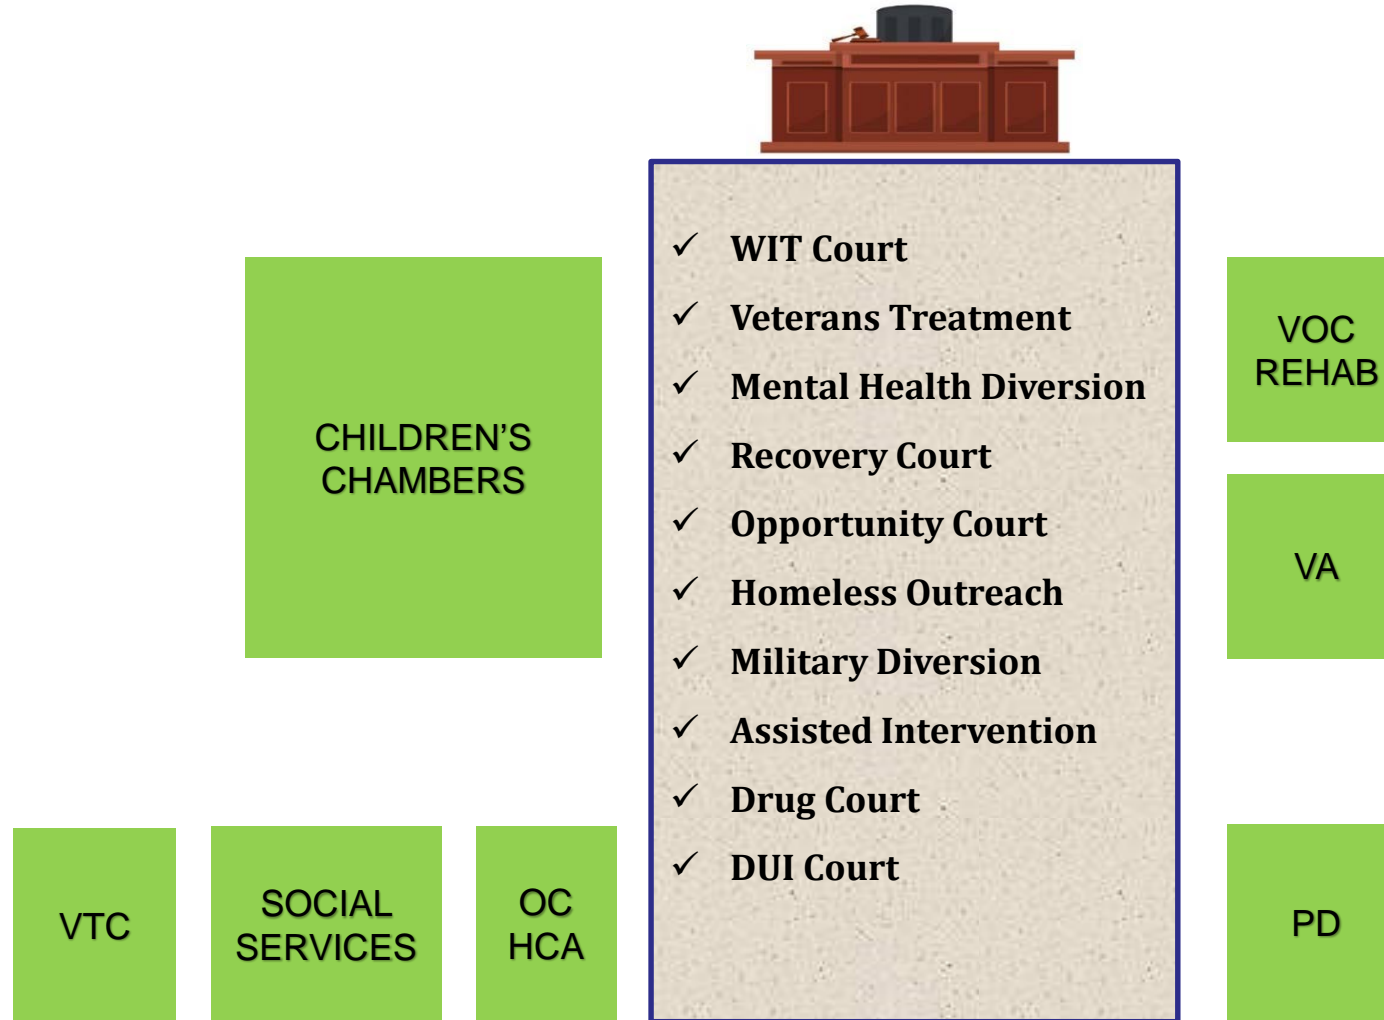 ✓ WIT Court
✓ Veterans Treatment
✓ Mental Health Diversion
✓ Recovery Court
✓ Opportunity Court
✓ Homeless Outreach
✓ Military Diversion
✓ Assisted Intervention
✓ Drug Court
✓ DUI Court
CHILDREN'S
CHAMBERS
VOC
REHAB
VA
VTC
SOCIAL
SERVICES
OC
HCA
PD